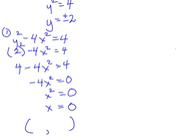 y² = 4
y = ±2
① y² - 4x² = 4
(2)² - 4x² = 4
4 - 4x² = 4
-4x² = 0
x² = 0
x = 0
( , )